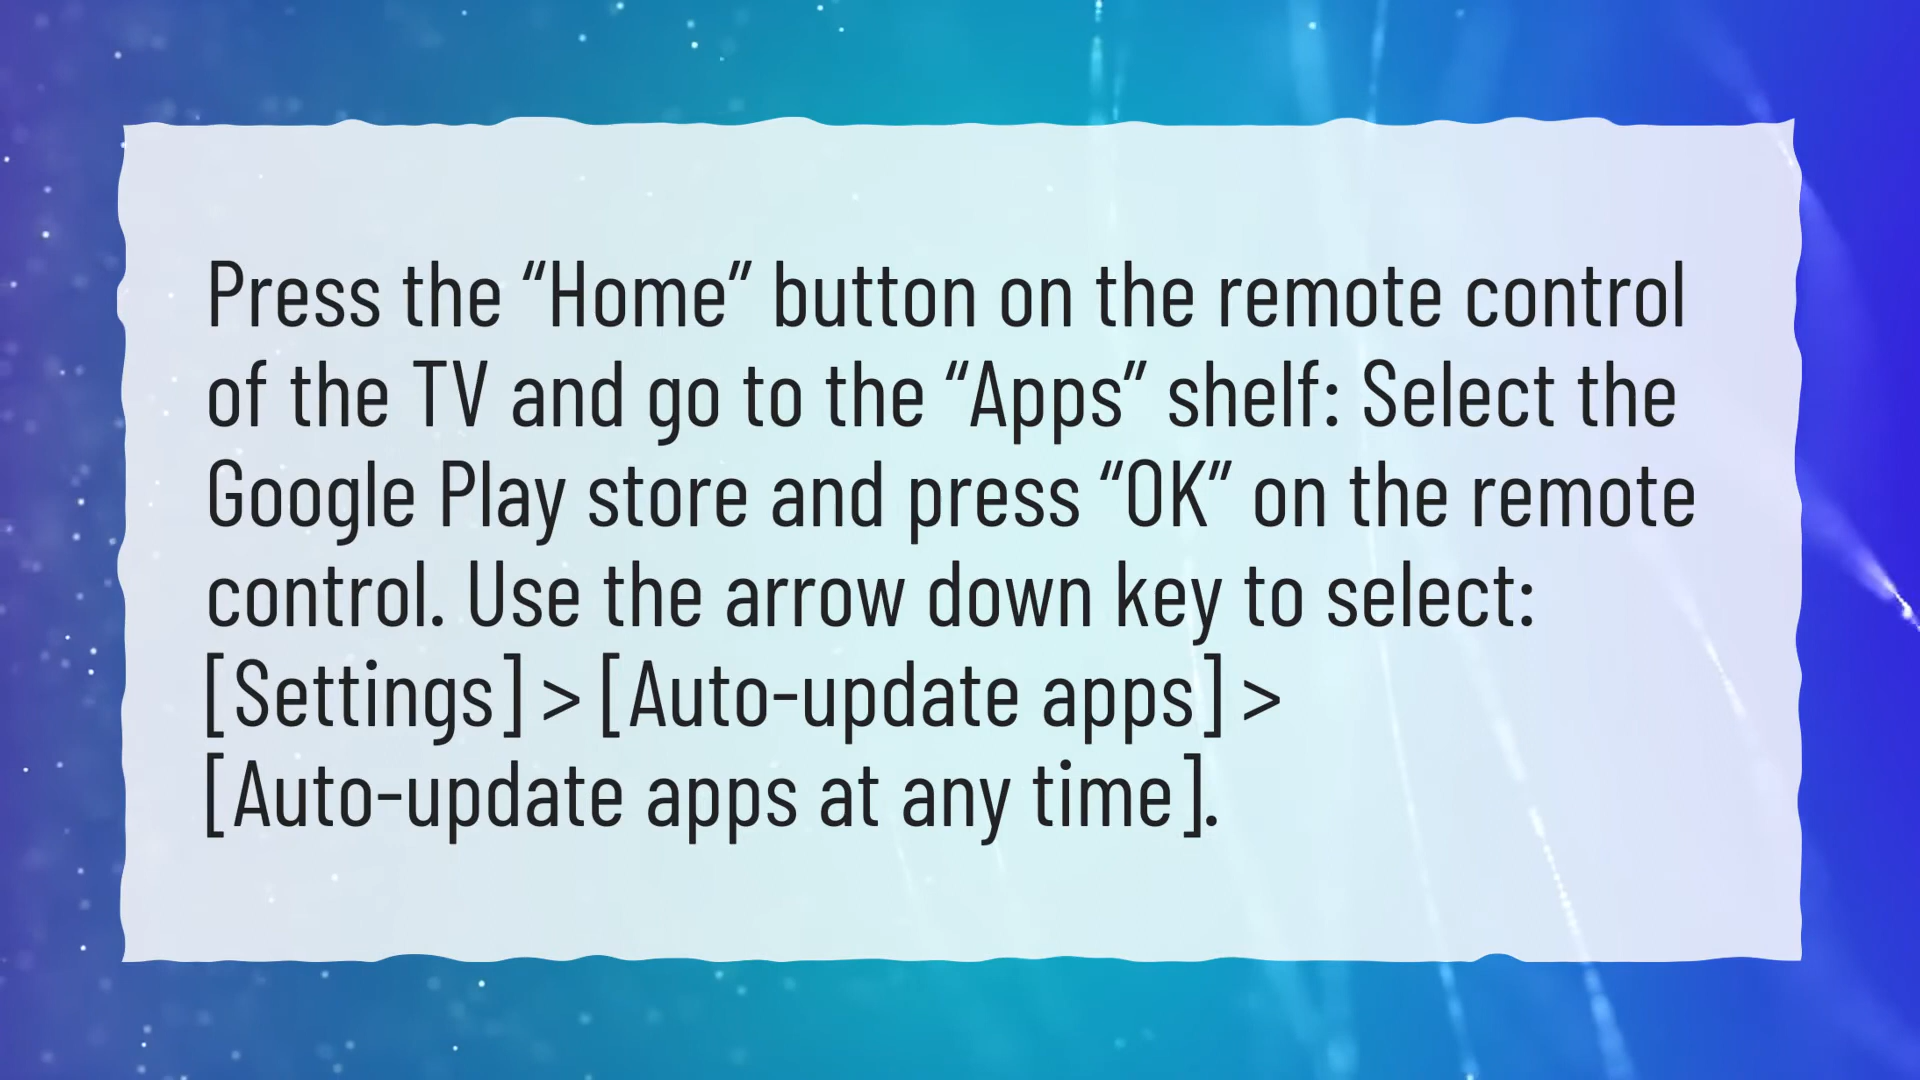 Press the “Home” button on the remote control
of the TV and go to the “Apps” shelf: Select the
Google Play store and press “OK” on the remote
control. Use the arrow down key to select:
[Settings] > [Auto-update apps] >
[Auto-update apps at any time].